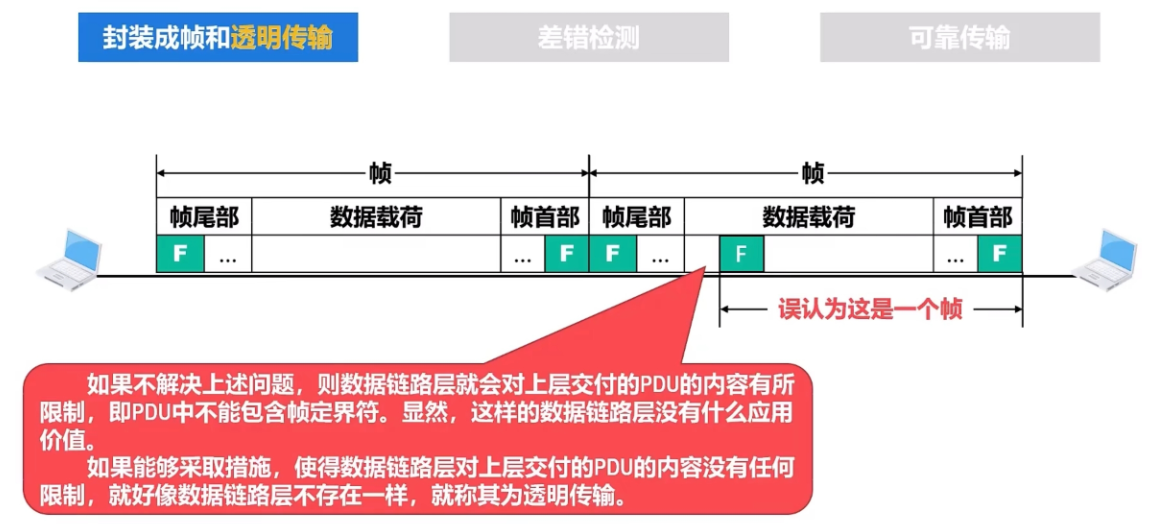 封装成帧和透明传输 差错检测 可靠传输
帧 帧
帧尾部 数据载荷 帧首部 帧尾部 数据载荷 帧首部
F ... ... F F ... F ... F
误认为这是一个帧
如果不解决上述问题，则数据链路层就会对上层交付的PDU的内容有所
限制，即PDU中不能包含帧定界符。显然，这样的数据链路层没有什么应用
价值。
如果能够采取措施，使得数据链路层对上层交付的PDU的内容没有任何
限制，就好像数据链路层不存在一样，就称其为透明传输。